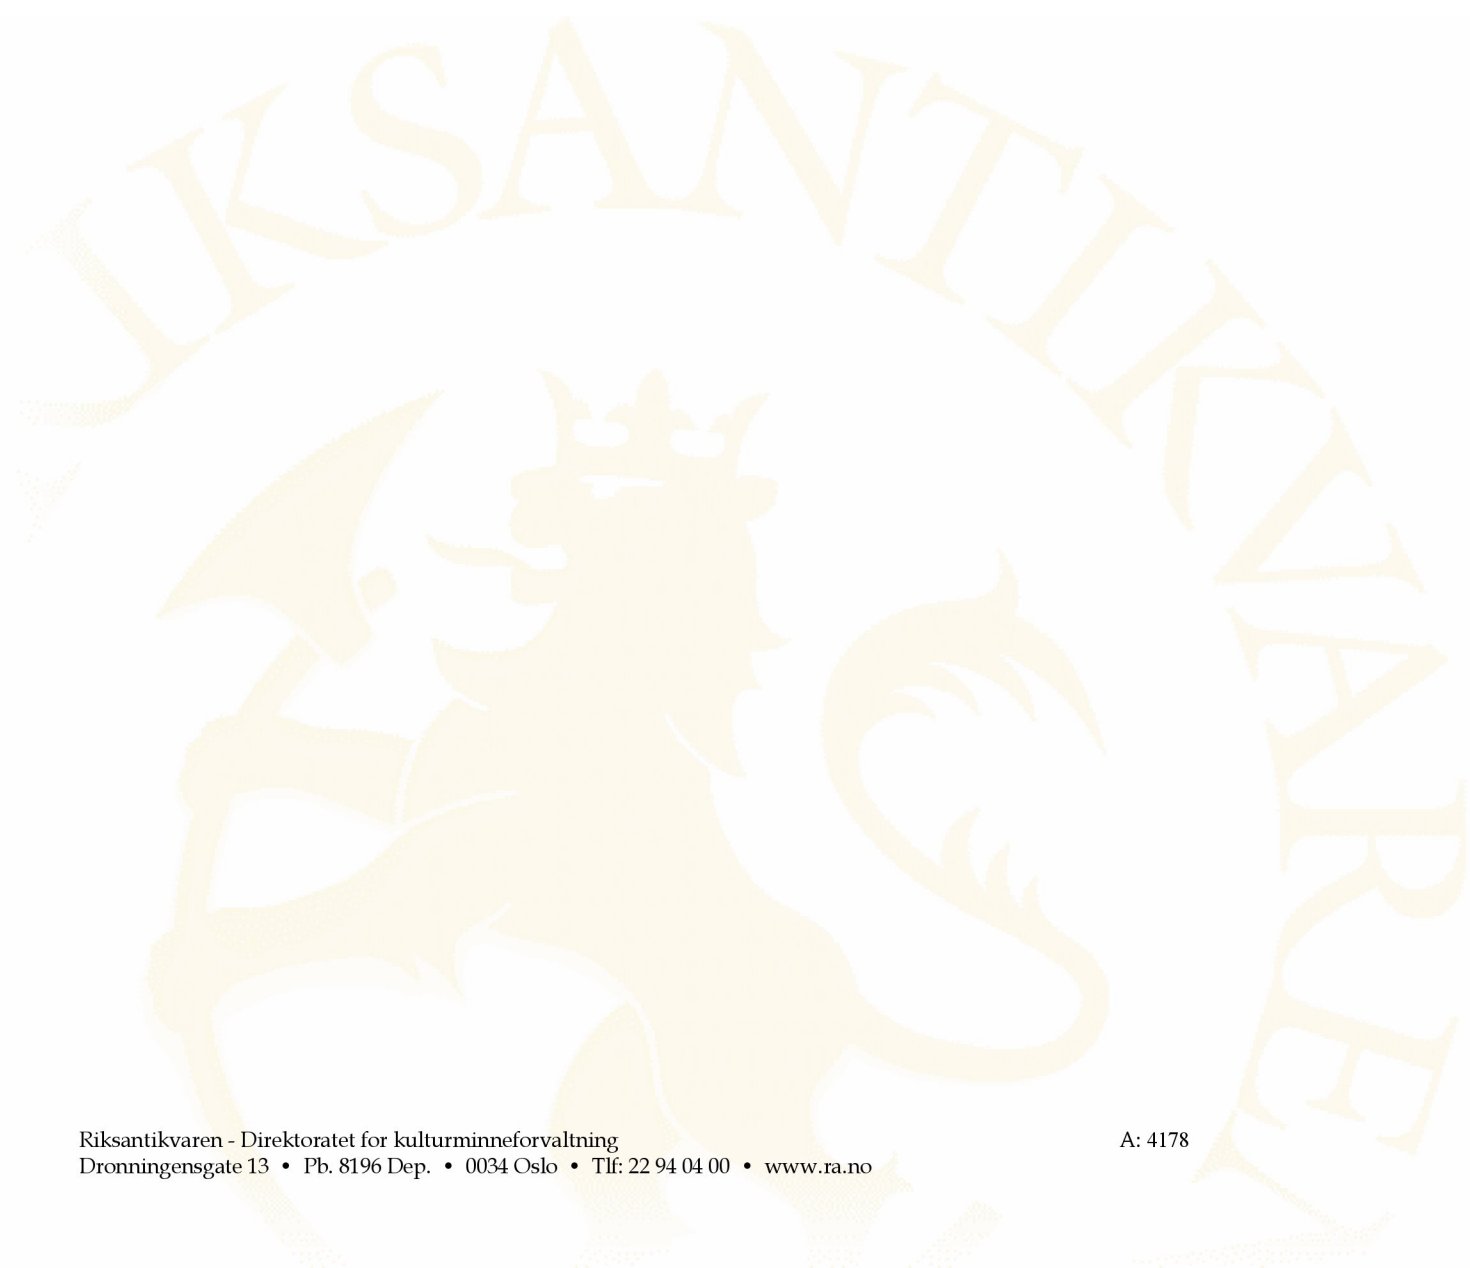 RIKSANTIKVAREN
Riksantikvaren - Direktoratet for kulturminneforvaltning
A: 4178
Dronningensgate 13 • Pb. 8196 Dep. • 0034 Oslo • Tlf: 22 94 04 00 • www.ra.no